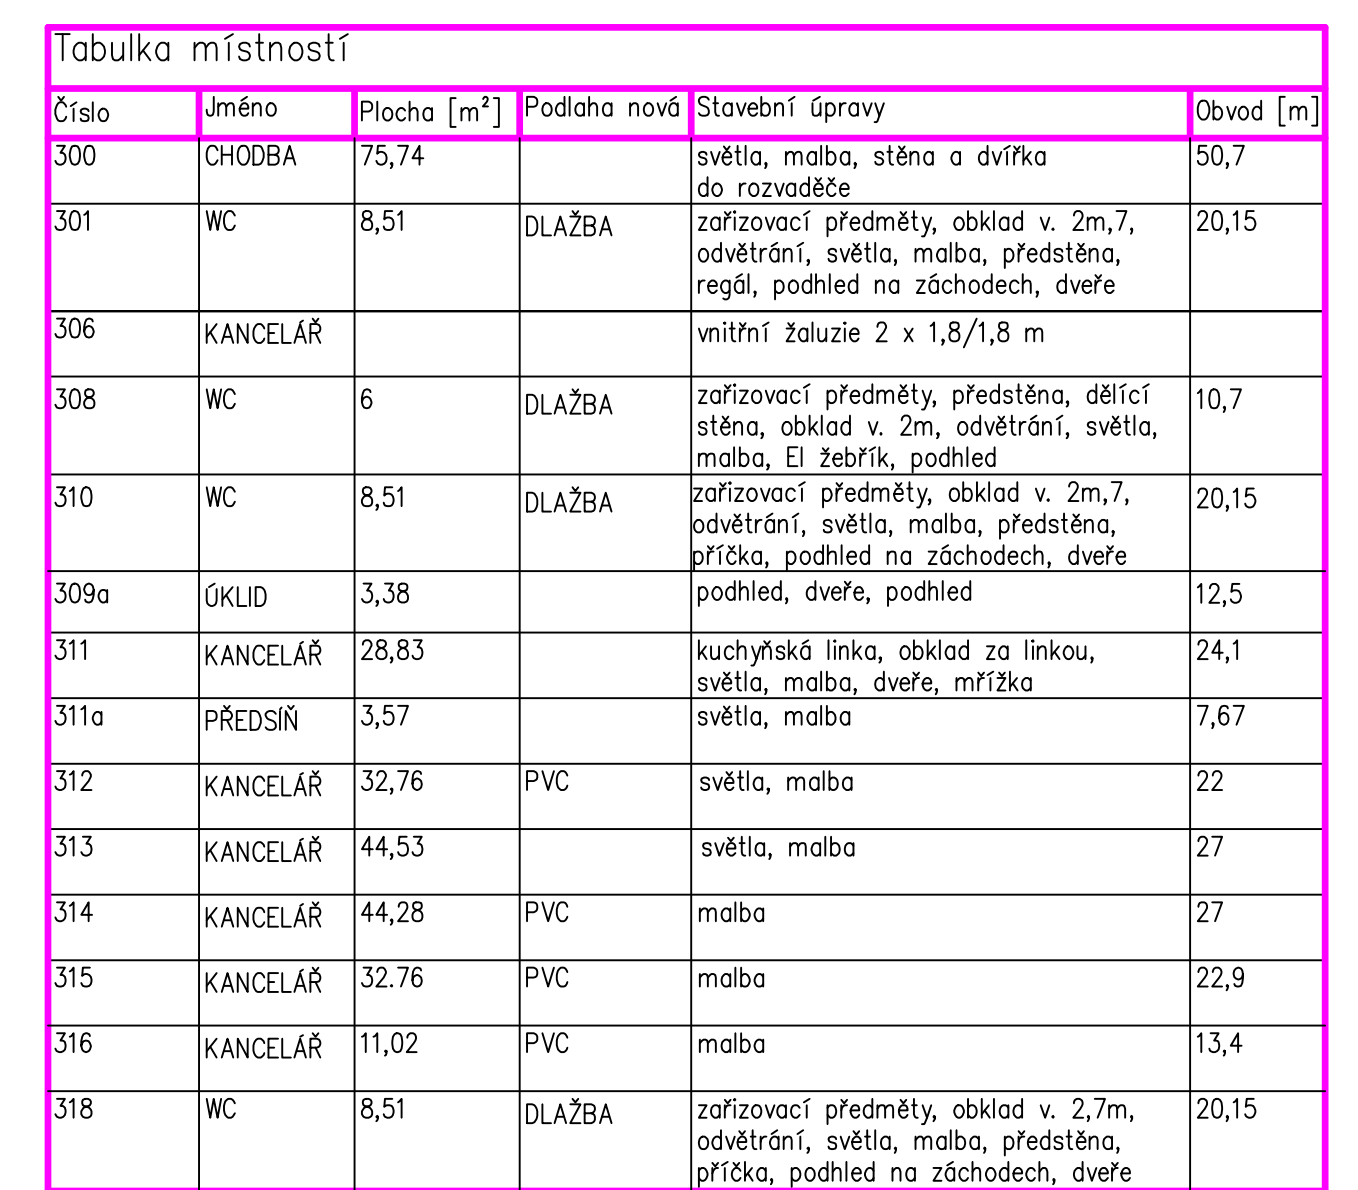 Tabulka místností
Číslo Jméno Plocha [m²] Podlaha nová Stavební úpravy Obvod [m]
300 CHODBA 75,74 světla, malba, stěna a dvířka 50,7
do rozvaděče
301 WC 8,51 DLAŽBA zařizovací předměty, obklad v. 2m,7, 20,15
odvětrání, světla, malba, předstěna,
regál, podhled na záchodech, dveře
306 KANCELÁŘ vnitřní žaluzie 2 x 1,8/1,8 m
308 WC 6 DLAŽBA zařizovací předměty, předstěna, dělící 10,7
stěna, obklad v. 2m, odvětrání, světla,
malba, El žebřík, podhled
310 WC 8,51 DLAŽBA zařizovací předměty, obklad v. 2m,7, 20,15
odvětrání, světla, malba, předstěna,
příčka, podhled na záchodech, dveře
309a ÚKLID 3,38 podhled, dveře, podhled 12,5
311 KANCELÁŘ 28,83 kuchyňská linka, obklad za linkou, 24,1
světla, malba, dveře, mřížka
311a PŘEDSÍŇ 3,57 světla, malba 7,67
312 KANCELÁŘ 32,76 PVC světla, malba 22
313 KANCELÁŘ 44,53 světla, malba 27
314 KANCELÁŘ 44,28 PVC malba 27
315 KANCELÁŘ 32.76 PVC malba 22,9
316 KANCELÁŘ 11,02 PVC malba 13,4
318 WC 8,51 DLAŽBA zařizovací předměty, obklad v. 2,7m, 20,15
odvětrání, světla, malba, předstěna,
příčka, podhled na záchodech, dveře